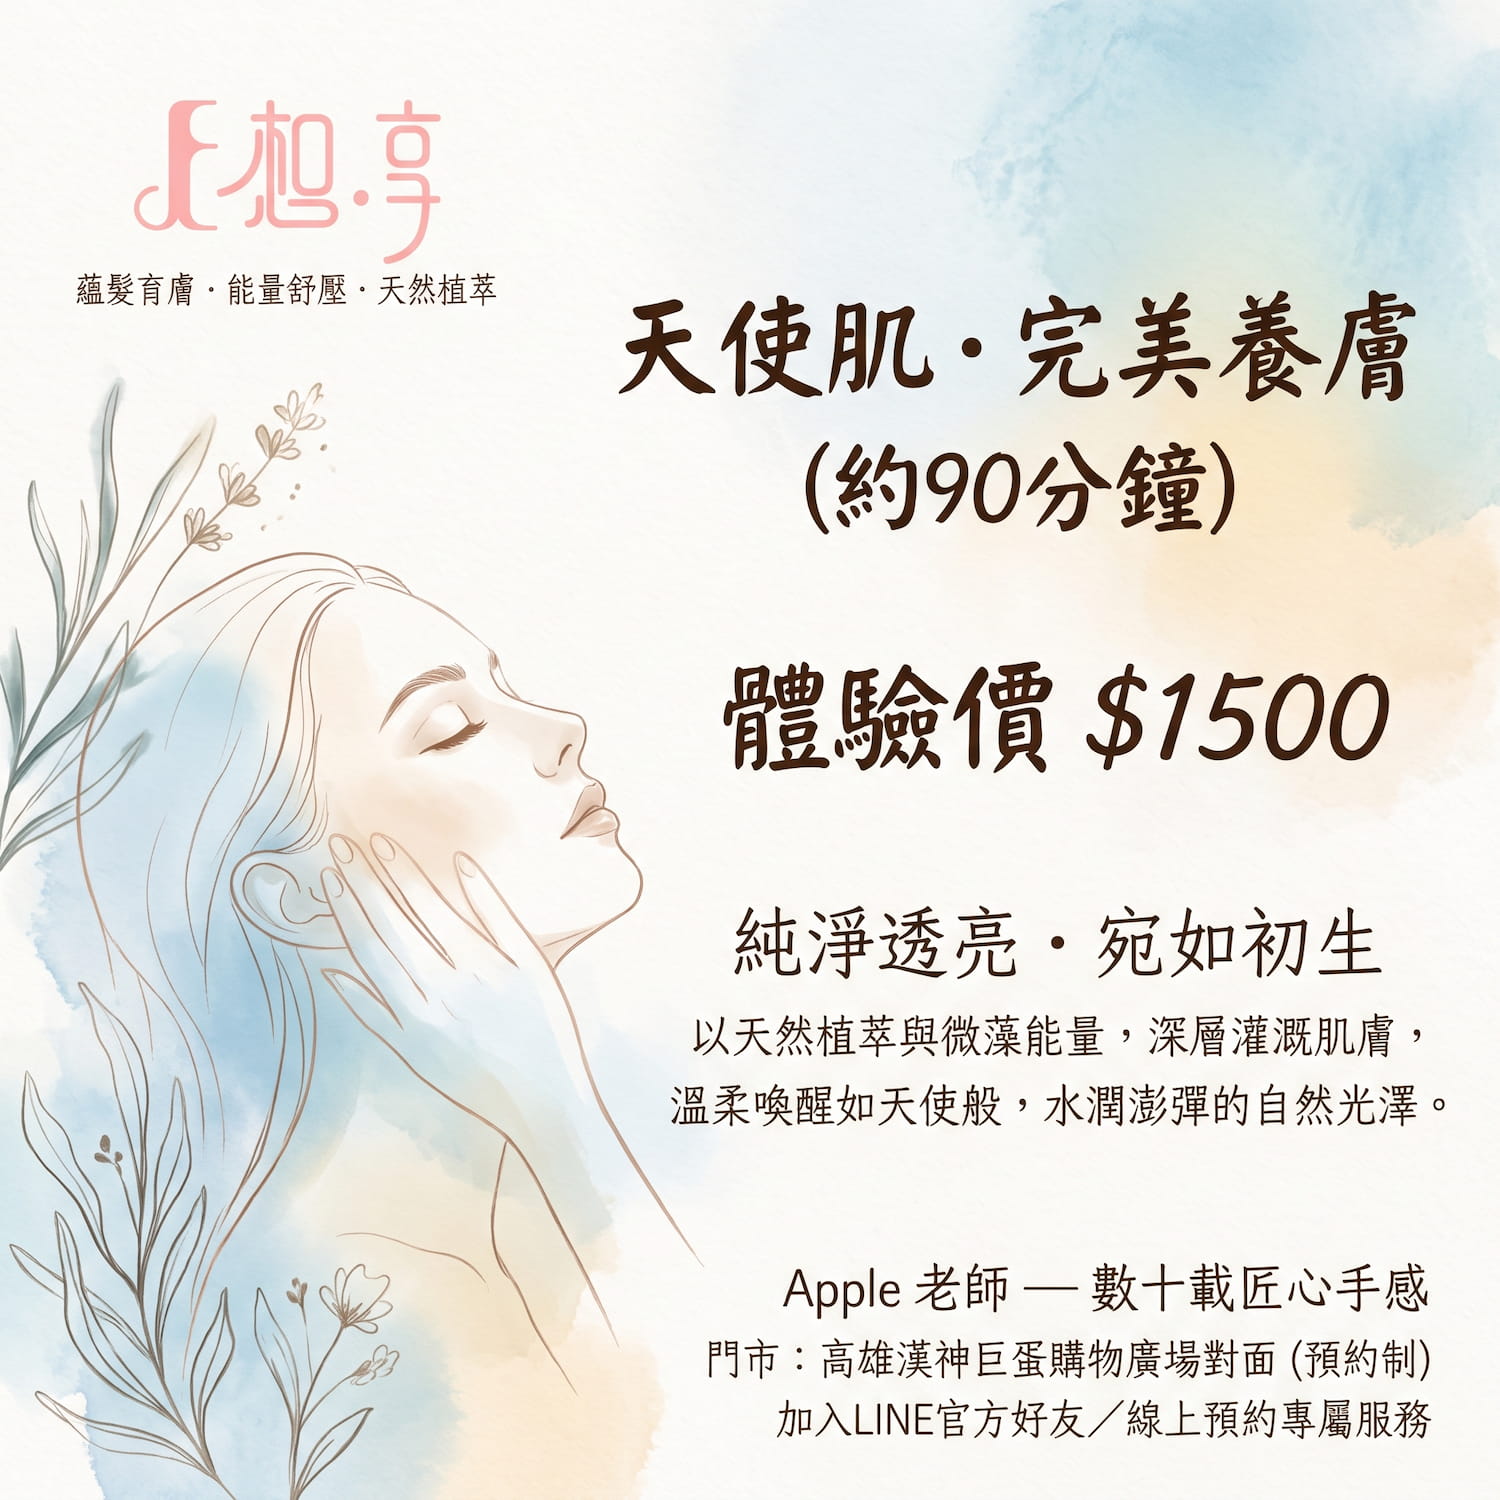 想·享
蘊髮育膚·能量舒壓·天然植萃
天使肌·完美養膚
(約90分鐘)
體驗價 $1500
純淨透亮·宛如初生
以天然植萃與微藻能量，深層灌溉肌膚，
溫柔喚醒如天使般，水潤澎彈的自然光澤。
Apple 老師 — 數十載匠心手感
門市：高雄漢神巨蛋購物廣場對面 (預約制)
加入LINE官方好友／線上預約專屬服務